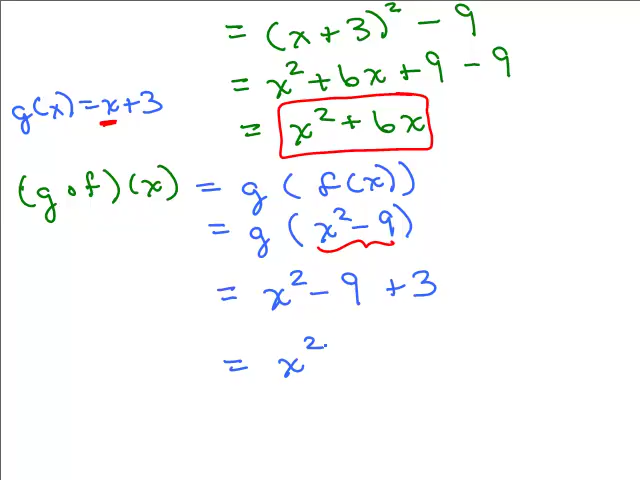 = (x + 3)² - 9
= x² + 6x + 9 - 9
g(x) = x + 3
= x² + 6x
(g ∘ f)(x) = g(f(x))
= g(x² - 9)
= x² - 9 + 3
= x²